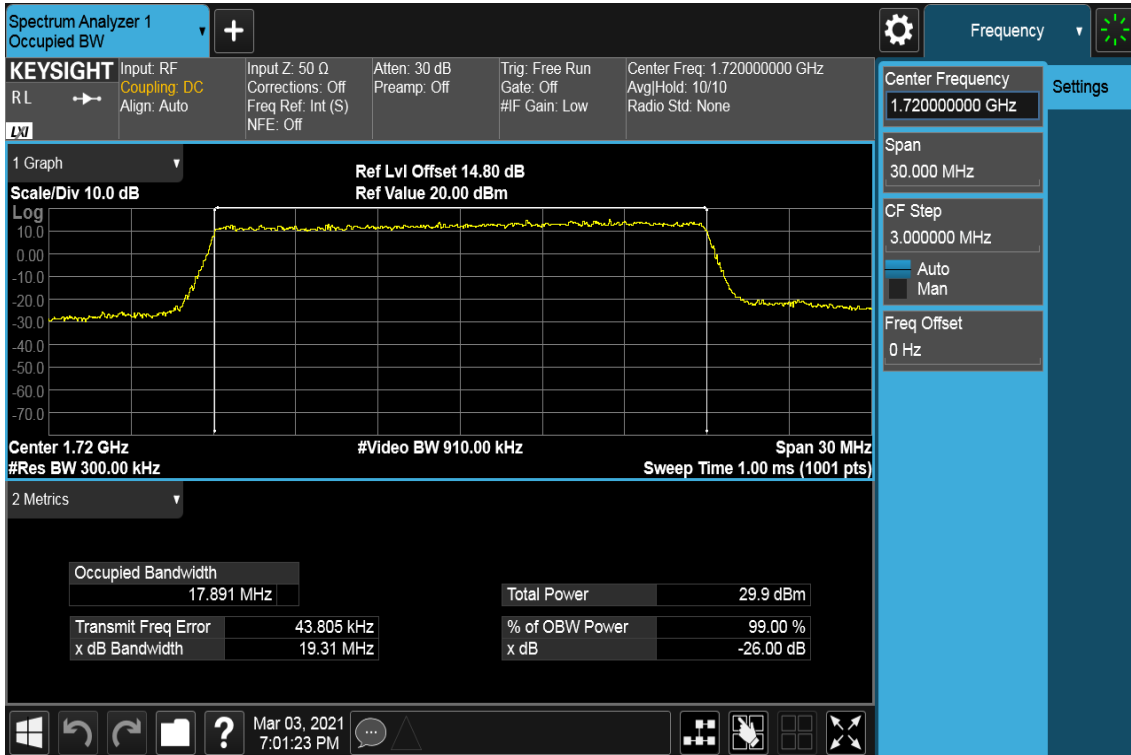 Spectrum Analyzer 1
Occupied BW
+
Frequency
KEYSIGHT
R L
LXI
Input: RF
Coupling: DC
Align: Auto
Input Z: 50 Ω
Corrections: Off
Freq Ref: Int (S)
NFE: Off
Atten: 30 dB
Preamp: Off
Trig: Free Run
Gate: Off
#IF Gain: Low
Center Freq: 1.720000000 GHz
Avg|Hold: 10/10
Radio Std: None
Center Frequency
1.720000000 GHz
Settings
Span
30.000 MHz
CF Step
3.000000 MHz
Auto
Man
Freq Offset
0 Hz
1 Graph
Scale/Div 10.0 dB
Ref Lvl Offset 14.80 dB
Ref Value 20.00 dBm
Log
10.0
0.00
-10.0
-20.0
-30.0
-40.0
-50.0
-60.0
-70.0
Center 1.72 GHz
#Video BW 910.00 kHz
Span 30 MHz
#Res BW 300.00 kHz
Sweep Time 1.00 ms (1001 pts)
2 Metrics
Occupied Bandwidth
17.891 MHz
Total Power 29.9 dBm
Transmit Freq Error 43.805 kHz
% of OBW Power 99.00 %
x dB Bandwidth 19.31 MHz
x dB -26.00 dB
?
Mar 03, 2021
7:01:23 PM